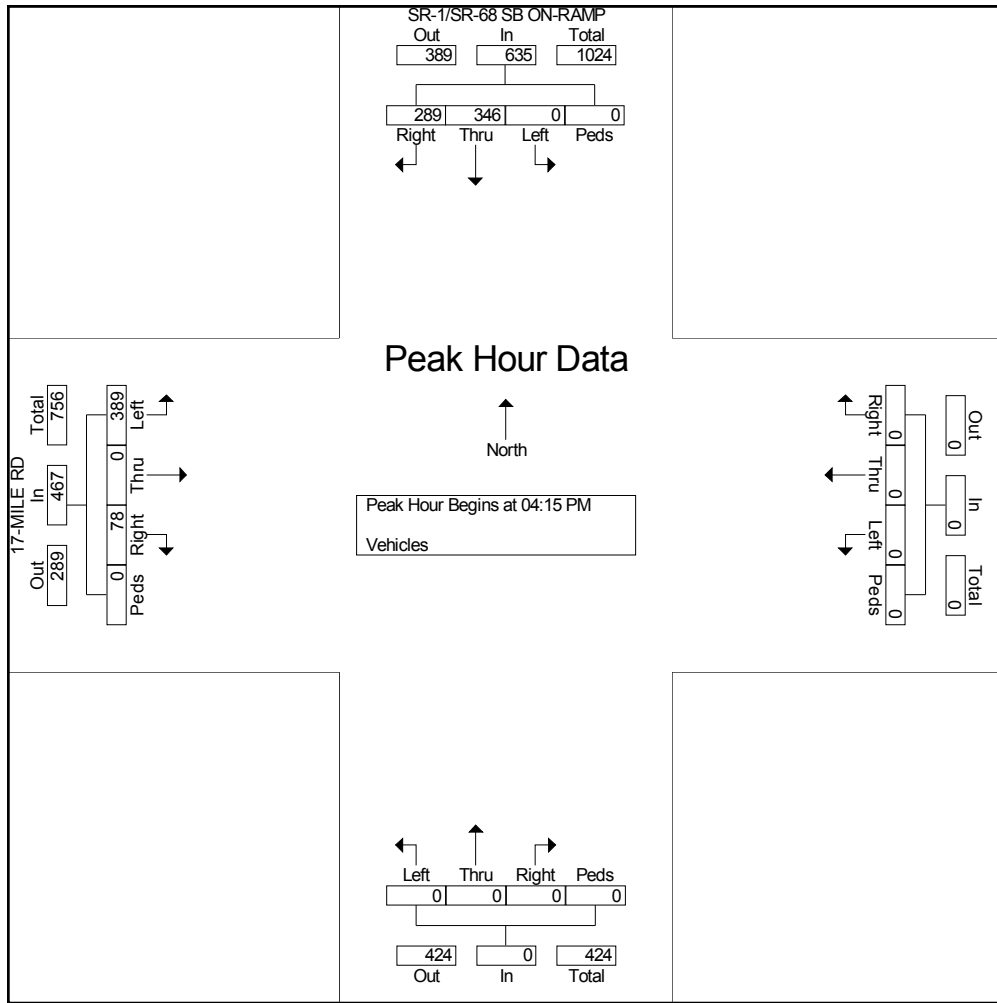 SR-1/SR-68 SB ON-RAMP
Out In Total
389 635 1024
289 346 0 0
Right Thru Left Peds
Peak Hour Data
North
Peak Hour Begins at 04:15 PM
Vehicles
17-MILE RD
Total In Out
756 467 289
389 0 78 0
Left Thru Right Peds
Out In Total
0 0 0
Right Thru Left Peds
0 0 0 0
Left Thru Right Peds
0 0 0 0
424 0 424
Out In Total